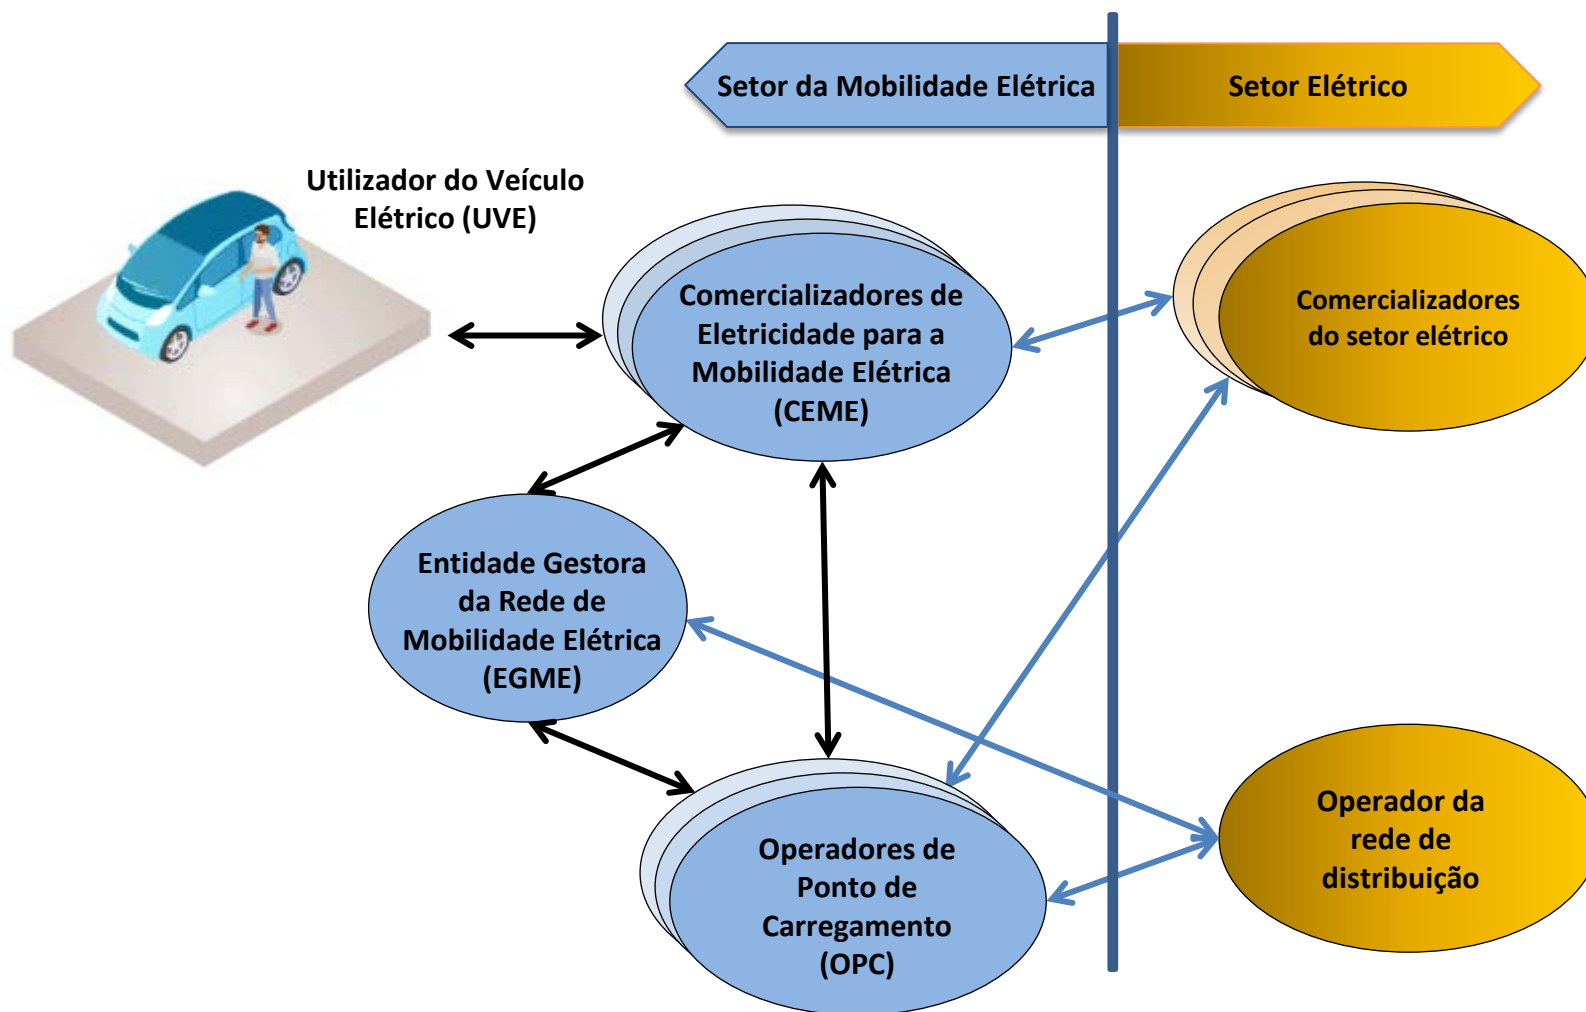 Setor da Mobilidade Elétrica
Setor Elétrico
Utilizador do Veículo
Elétrico (UVE)
Comercializadores de
Eletricidade para a
Mobilidade Elétrica
(CEME)
Comercializadores
do setor elétrico
Entidade Gestora
da Rede de
Mobilidade Elétrica
(EGME)
Operadores de
Ponto de
Carregamento
(OPC)
Operador da
rede de
distribuição